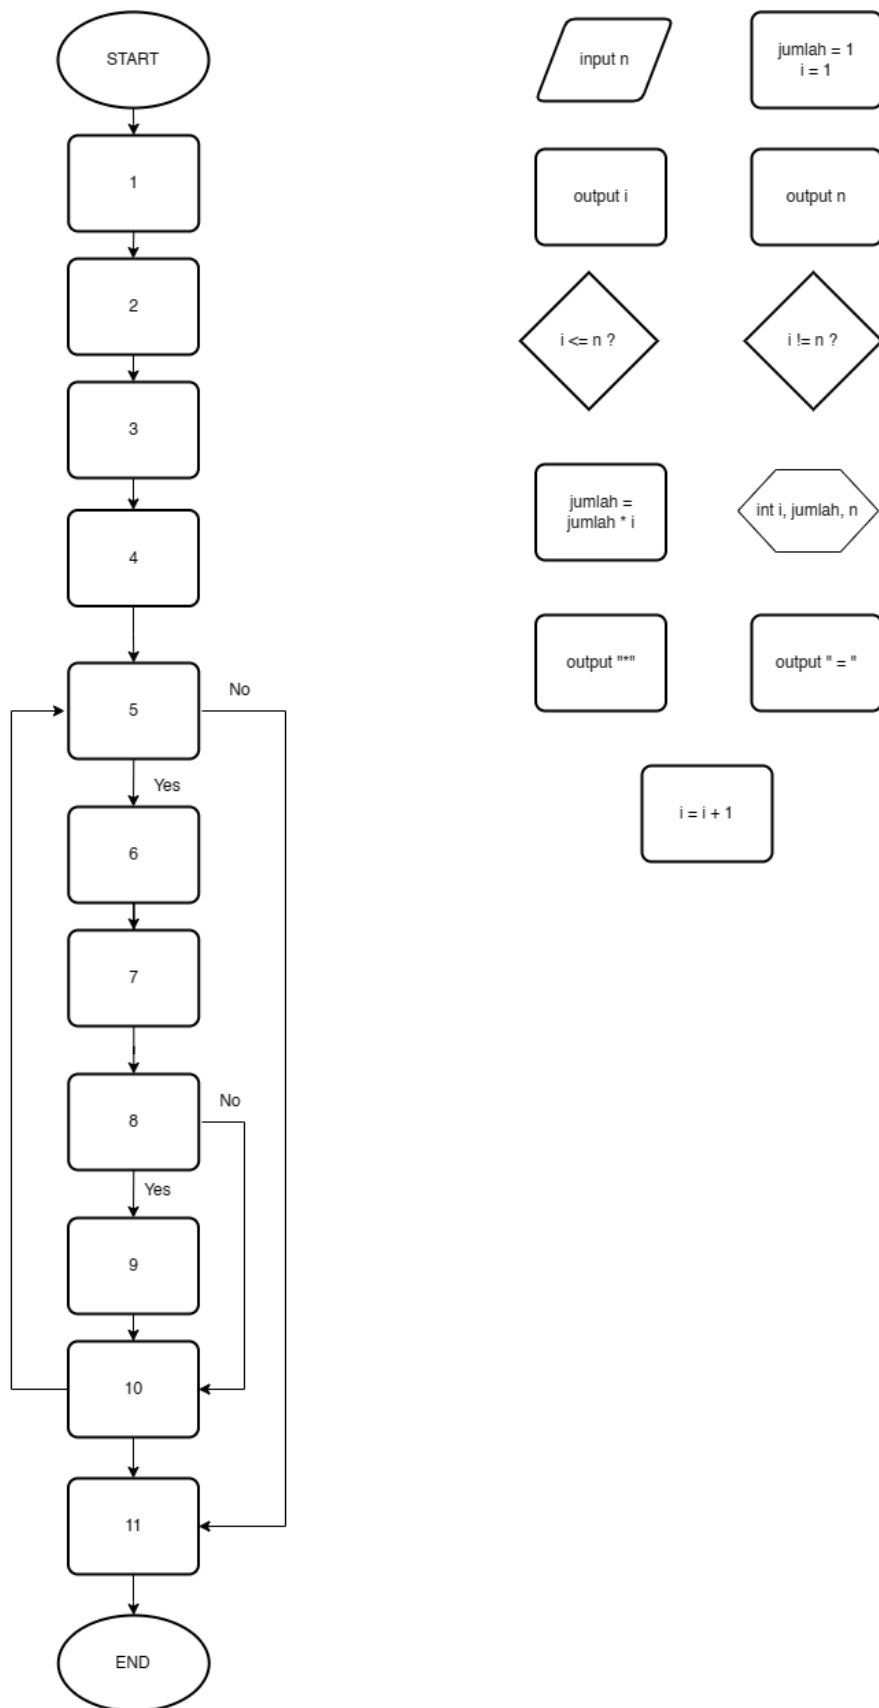 START
1
2
3
4
5
No
Yes
6
7
8
No
Yes
9
10
11
END
input n
jumlah = 1
i = 1
output i
output n
i <= n ?
i != n ?
jumlah =
jumlah * i
int i, jumlah, n
output "*"
output " = "
i = i + 1